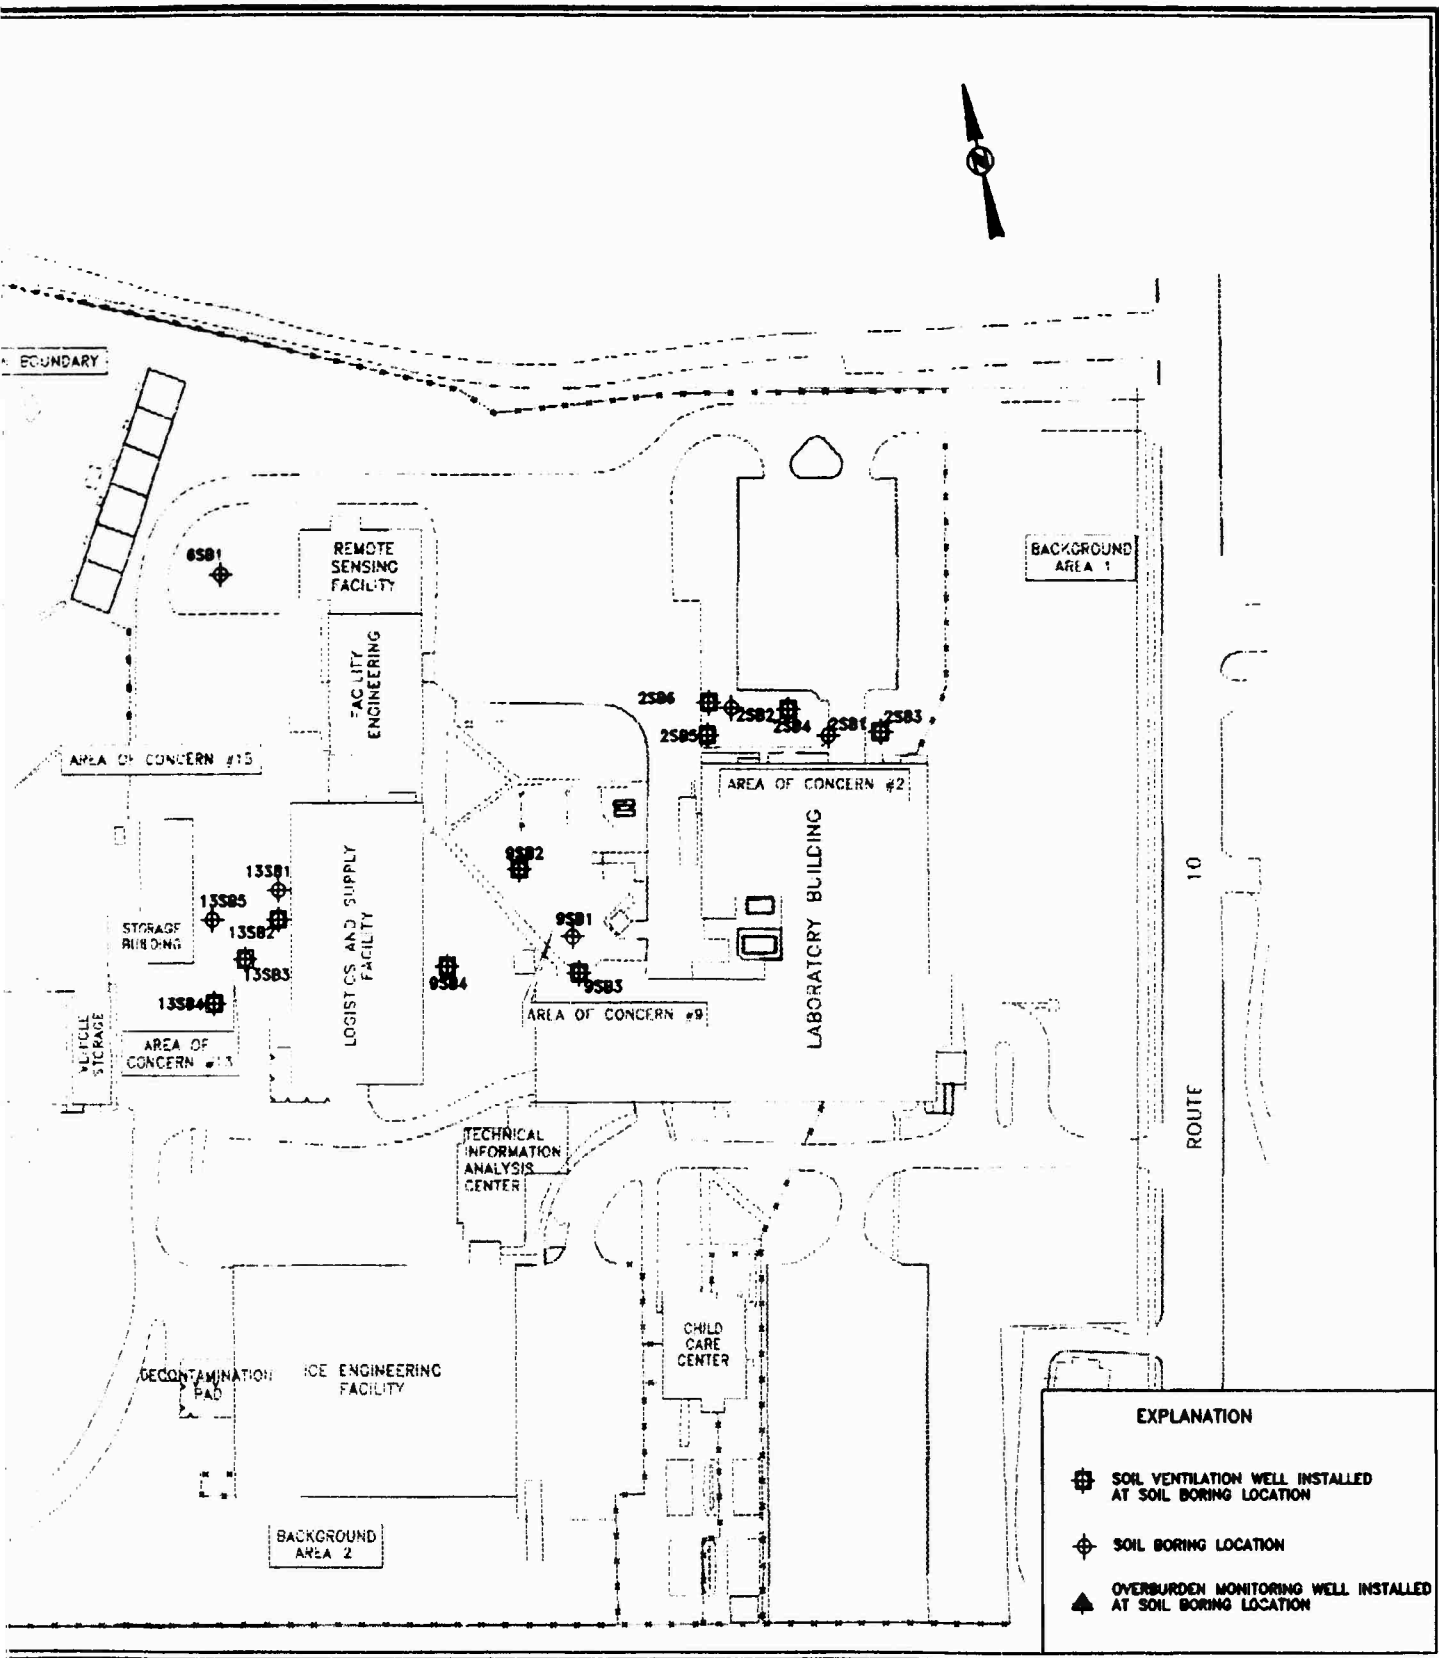 N
BOUNDARY
6SB1
REMOTE
SENSING
FACILITY
BACKGROUND
AREA 1
FACILITY
ENGINEERING
2SB6
2SB2
2SB4
2SB1
2SB3
2SB5
AREA OF CONCERN #15
AREA OF CONCERN #2
LABORATORY BUILDING
9SB2
13SB1
13SB5
13SB2
STORAGE
BUILDING
13SB3
13SB4
LOGISTICS AND SUPPLY
FACILITY
9SB1
9SB4
9SB3
AREA OF CONCERN #9
VEHICLE
STORAGE
AREA OF
CONCERN #13
ROUTE 10
TECHNICAL
INFORMATION
ANALYSIS
CENTER
CHILD
CARE
CENTER
DECONTAMINATION
PAD
ICE ENGINEERING
FACILITY
BACKGROUND
AREA 2
EXPLANATION
SOIL VENTILATION WELL INSTALLED
AT SOIL BORING LOCATION
SOIL BORING LOCATION
OVERBURDEN MONITORING WELL INSTALLED
AT SOIL BORING LOCATION